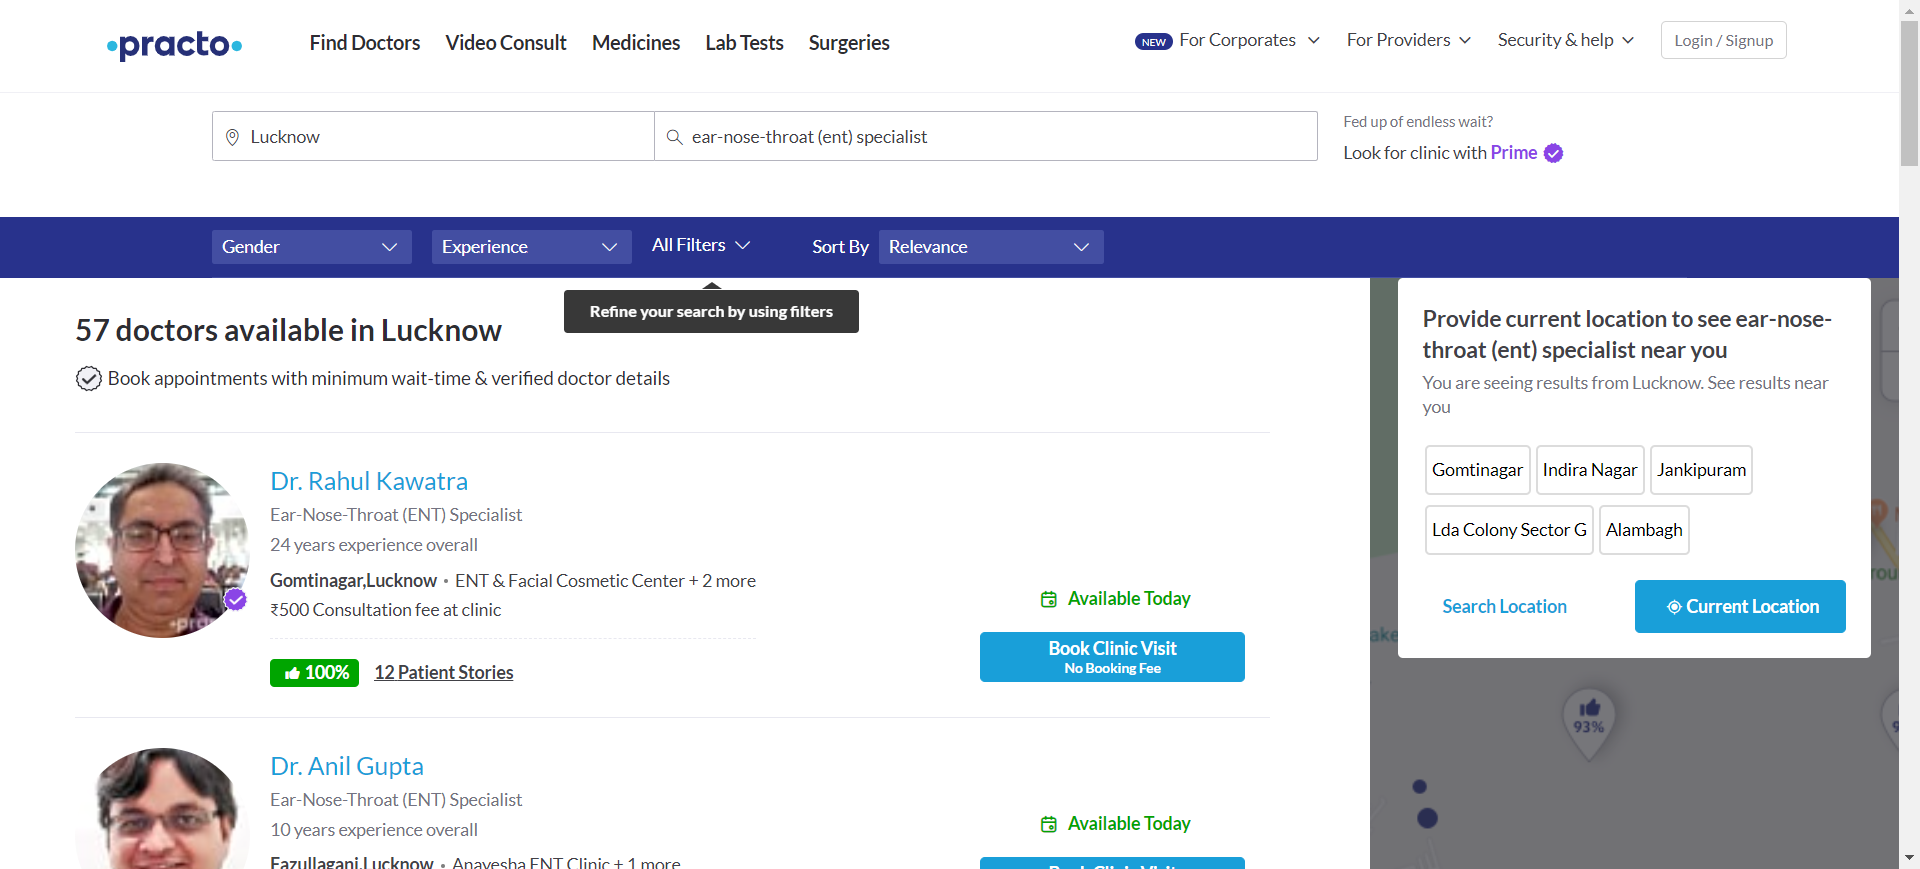 practo
Find Doctors
Video Consult
Medicines
Lab Tests
Surgeries
NEW For Corporates
For Providers
Security & help
Login / Signup
Lucknow
ear-nose-throat (ent) specialist
Fed up of endless wait?
Look for clinic with Prime
Gender
Experience
All Filters
Sort By
Relevance
Refine your search by using filters
57 doctors available in Lucknow
Book appointments with minimum wait-time & verified doctor details
Dr. Rahul Kawatra
Ear-Nose-Throat (ENT) Specialist
24 years experience overall
Gomtinagar,Lucknow • ENT & Facial Cosmetic Center + 2 more
₹500 Consultation fee at clinic
100%
12 Patient Stories
Available Today
Book Clinic Visit
No Booking Fee
Dr. Anil Gupta
Ear-Nose-Throat (ENT) Specialist
10 years experience overall
Fazullaganj,Lucknow • Anavesha ENT Clinic + 1 more
Available Today
Book Clinic Visit
Provide current location to see ear-nose-
throat (ent) specialist near you
You are seeing results from Lucknow. See results near
you
Gomtinagar
Indira Nagar
Jankipuram
Lda Colony Sector G
Alambagh
Search Location
Current Location
93%